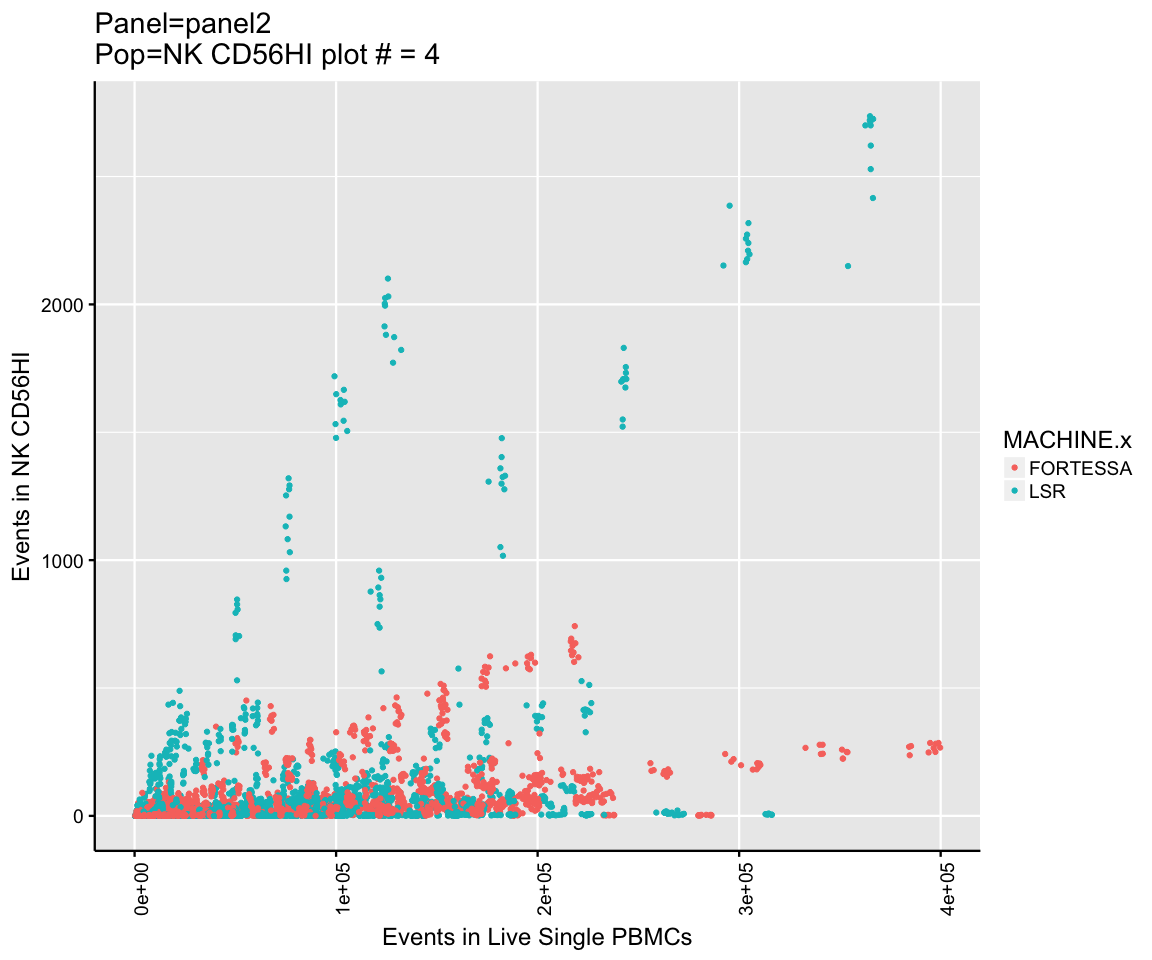 Panel=panel2
Pop=NK CD56HI plot # = 4
Events in NK CD56HI
2000
1000
0
0e+00
1e+05
2e+05
3e+05
4e+05
Events in Live Single PBMCs
MACHINE.x
FORTESSA
LSR